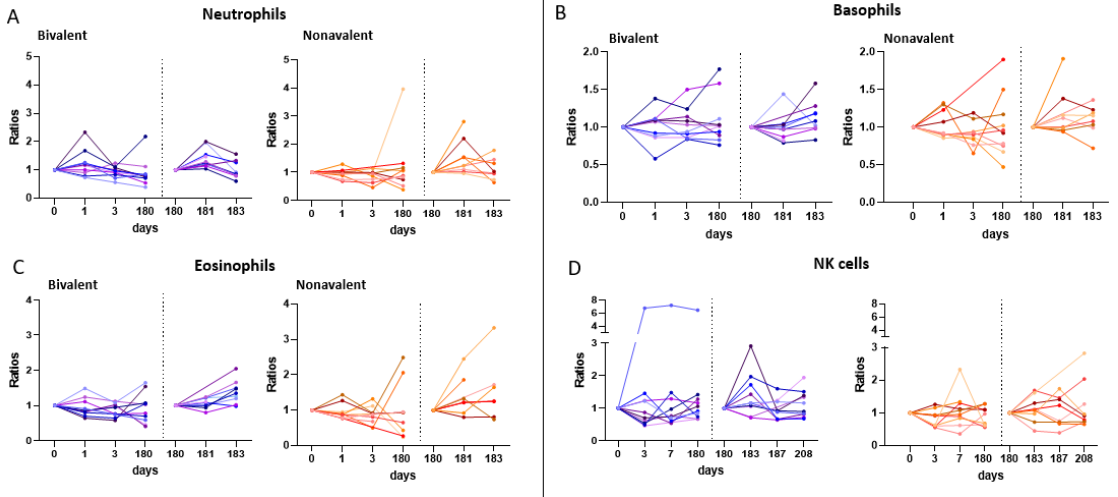 A
Neutrophils
Bivalent
Nonavalent
Ratios
5
4
3
2
1
0
0 1 3 180 180 181 183
days
Ratios
5
4
3
2
1
0
0 1 3 180 180 181 183
days
B
Basophils
Bivalent
Nonavalent
Ratios
2.0
1.5
1.0
0.5
0.0
0 1 3 180 180 181 183
days
Ratios
2.0
1.5
1.0
0.5
0.0
0 1 3 180 180 181 183
days
C
Eosinophils
Bivalent
Nonavalent
Ratios
4
3
2
1
0
0 1 3 180 180 181 183
days
Ratios
4
3
2
1
0
0 1 3 180 180 181 183
days
D
NK cells
Ratios
8
6
4
3
2
1
0
0 3 7 180 180 183 187 208
days
Ratios
8
6
4
3
2
1
0
0 3 7 180 180 183 187 208
days